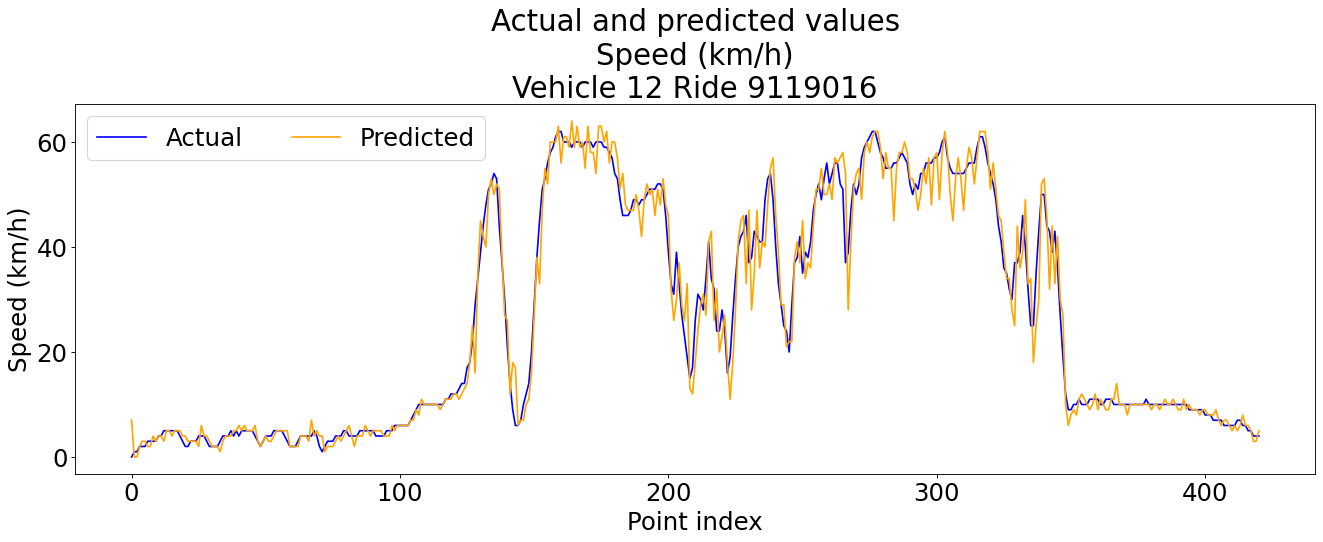 Actual and predicted values
Speed (km/h)
Vehicle 12 Ride 9119016
Actual
Predicted
Speed (km/h)
60
40
20
0
0
100
200
300
400
Point index